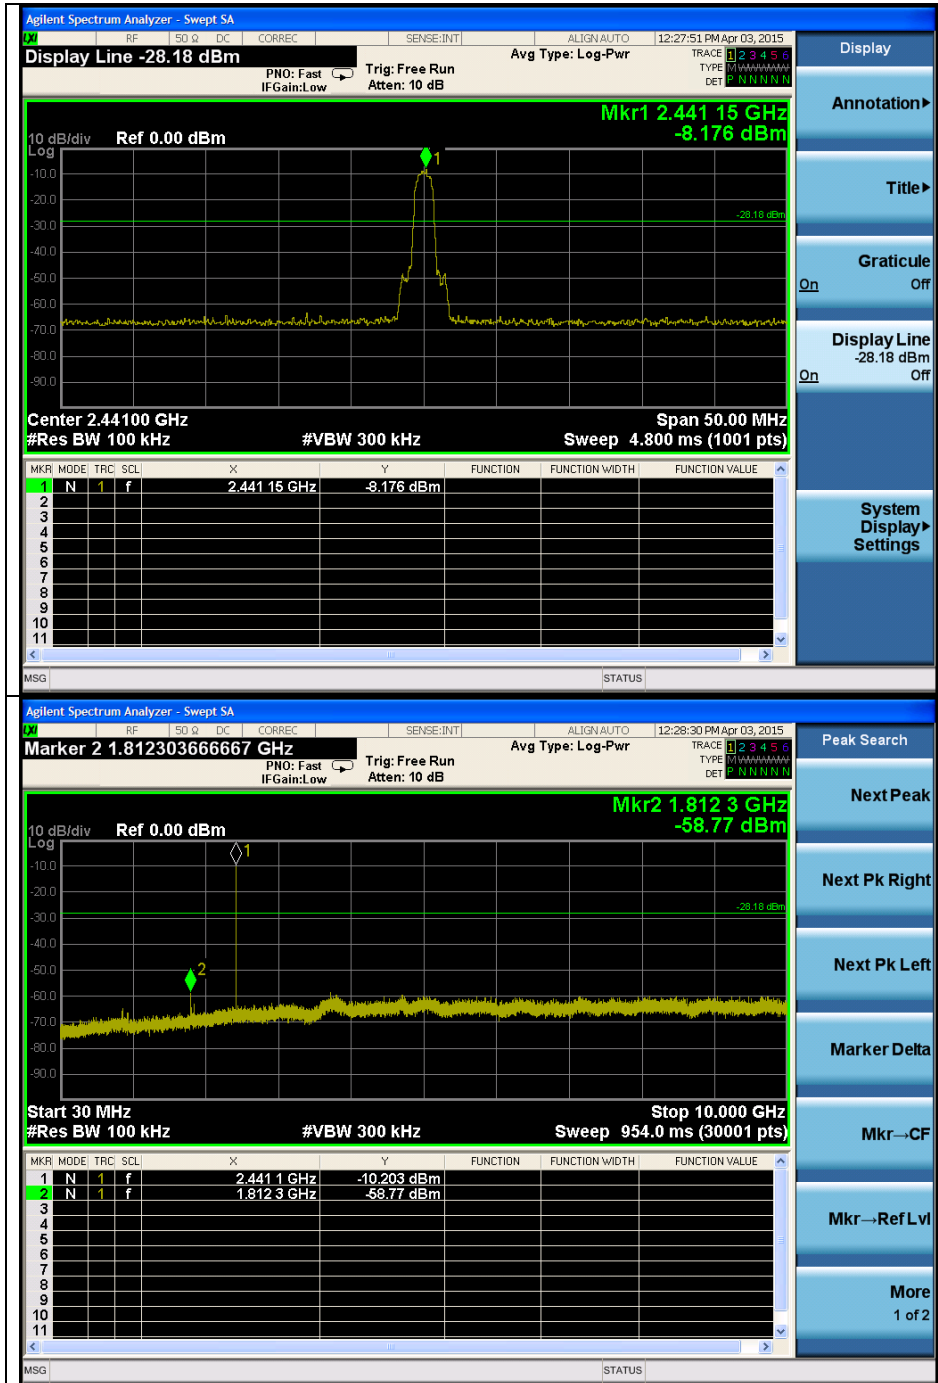 Agilent Spectrum Analyzer - Swept SA
LXI RF 50 Ω DC CORREC SENSE:INT ALIGN AUTO 12:27:51 PM Apr 03, 2015
Display Line -28.18 dBm
PNO: Fast
IFGain:Low
Trig: Free Run
Atten: 10 dB
Avg Type: Log-Pwr
TRACE 1 2 3 4 5 6
TYPE M W W W W W
DET P N N N N N
Mkr1 2.441 15 GHz
-8.176 dBm
10 dB/div Ref 0.00 dBm
Log
1
-10.0
-20.0
-28.18 dBm
-30.0
-40.0
-50.0
-60.0
-70.0
-80.0
-90.0
Center 2.44100 GHz Span 50.00 MHz
#Res BW 100 kHz #VBW 300 kHz Sweep 4.800 ms (1001 pts)
MKR MODE TRC SCL X Y FUNCTION FUNCTION WIDTH FUNCTION VALUE
1 N 1 f 2.441 15 GHz -8.176 dBm
2
3
4
5
6
7
8
9
10
11
MSG STATUS
Display
Annotation
Title
Graticule
On Off
Display Line
-28.18 dBm
On Off
System
Display
Settings
Agilent Spectrum Analyzer - Swept SA
LXI RF 50 Ω DC CORREC SENSE:INT ALIGN AUTO 12:28:30 PM Apr 03, 2015
Marker 2 1.812303666667 GHz
PNO: Fast
IFGain:Low
Trig: Free Run
Atten: 10 dB
Avg Type: Log-Pwr
TRACE 1 2 3 4 5 6
TYPE M W W W W W
DET P N N N N N
Mkr2 1.812 3 GHz
-58.77 dBm
10 dB/div Ref 0.00 dBm
Log
1
-10.0
-20.0
-28.18 dBm
-30.0
-40.0
-50.0
2
-60.0
-70.0
-80.0
-90.0
Start 30 MHz Stop 10.000 GHz
#Res BW 100 kHz #VBW 300 kHz Sweep 954.0 ms (30001 pts)
MKR MODE TRC SCL X Y FUNCTION FUNCTION WIDTH FUNCTION VALUE
1 N 1 f 2.441 1 GHz -10.203 dBm
2 N 1 f 1.812 3 GHz -58.77 dBm
3
4
5
6
7
8
9
10
11
MSG STATUS
Peak Search
Next Peak
Next Pk Right
Next Pk Left
Marker Delta
Mkr→CF
Mkr→Ref Lvl
More
1 of 2